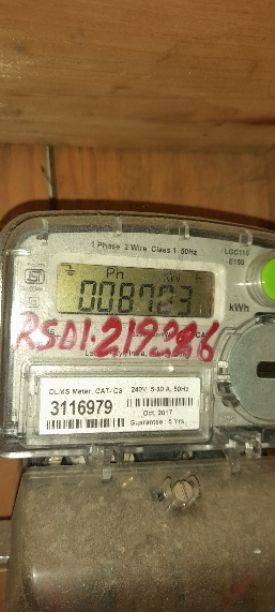 1 Phase 2 Wire Class 1 50Hz
LGC110
Ph
008723
kWh
RSD1.219286
DLMS Meter, CAT- C3 240V, 5-30 A, 50Hz
3116979
Oct, 2017
Guarantee : 5 Yrs